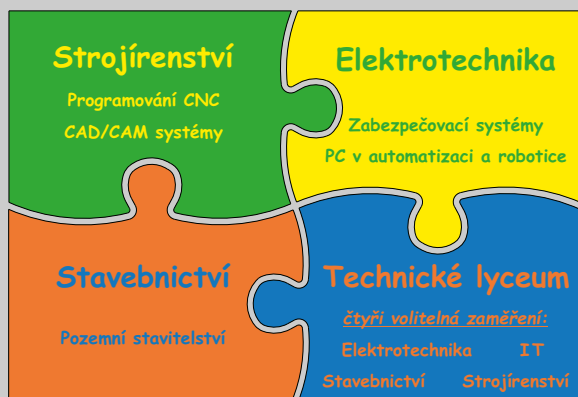 Strojírenství
Programování CNC
CAD/CAM systémy
Elektrotechnika
Zabezpečovací systémy
PC v automatizaci a robotice
Stavebnictví
Pozemní stavitelství
Technické lyceum
čtyři volitelná zaměření:
Elektrotechnika IT
Stavebnictví Strojírenství